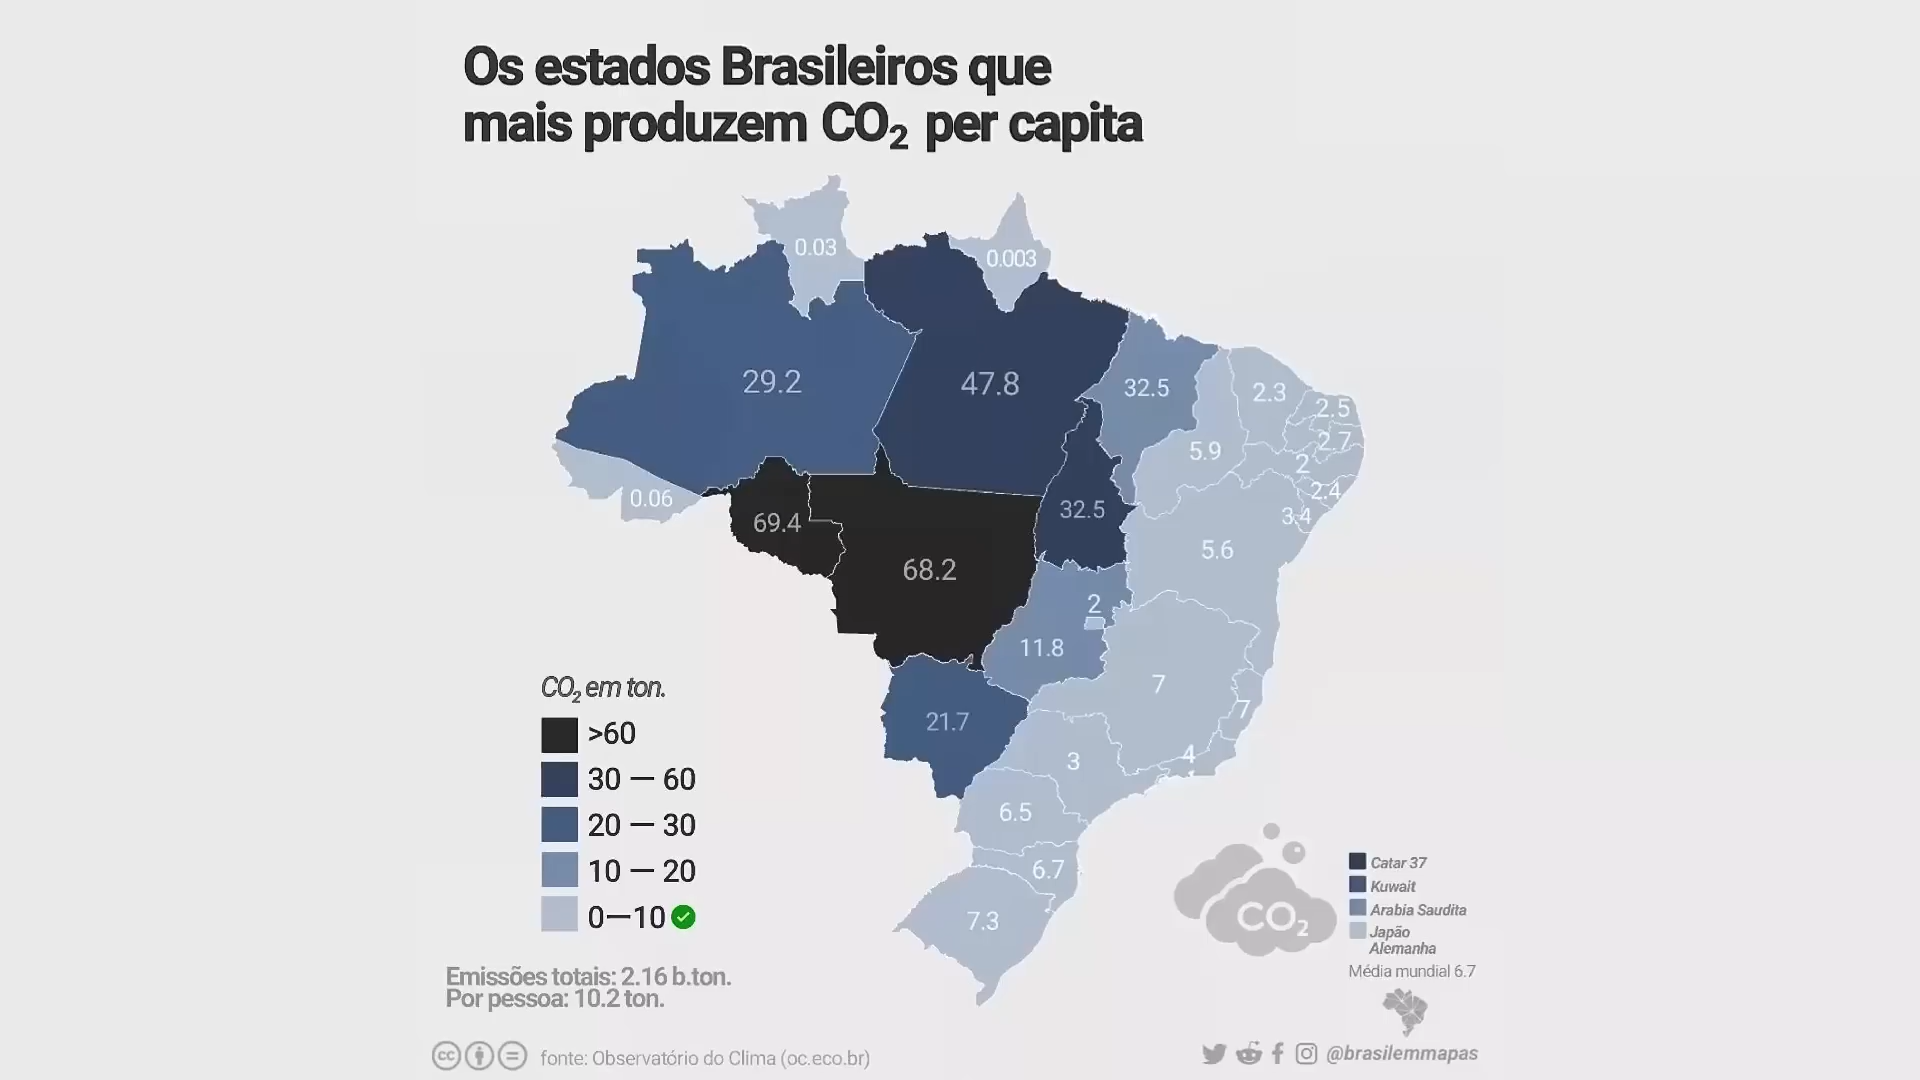 Os estados Brasileiros que
mais produzem CO₂ per capita
0.03
0.003
29.2
47.8
32.5
2.3
2.5
2.7
5.9
2
2.4
3.4
0.06
69.4
32.5
5.6
68.2
2
11.8
7
7
21.7
4
3
6.5
6.7
7.3
CO₂ em ton.
>60
30 — 60
20 — 30
10 — 20
0—10
Emissões totais: 2.16 b.ton.
Por pessoa: 10.2 ton.
CO₂
Catar 37
Kuwait
Arabia Saudita
Japão
Alemanha
Média mundial 6.7
cc
fonte: Observatório do Clima (oc.eco.br)
@brasilemmapas